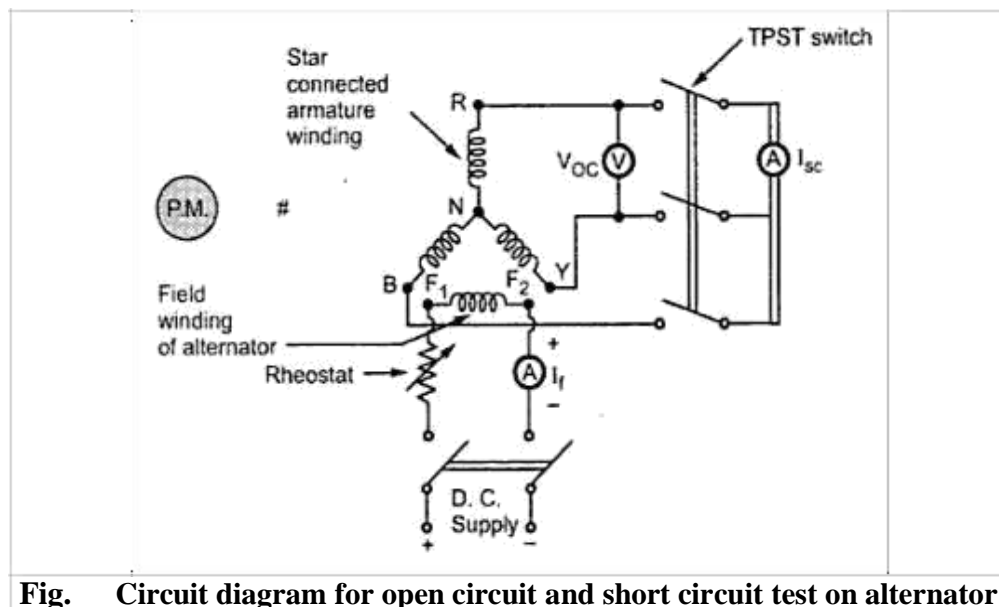 TPST switch
Star
connected
armature
winding
R
V_OC V
A I_sc
P.M.
#
N
B
F₁
F₂
Y
Field
winding
of alternator
Rheostat
+
A I_f
–
D. C.
Supply
+
–
Fig. Circuit diagram for open circuit and short circuit test on alternator